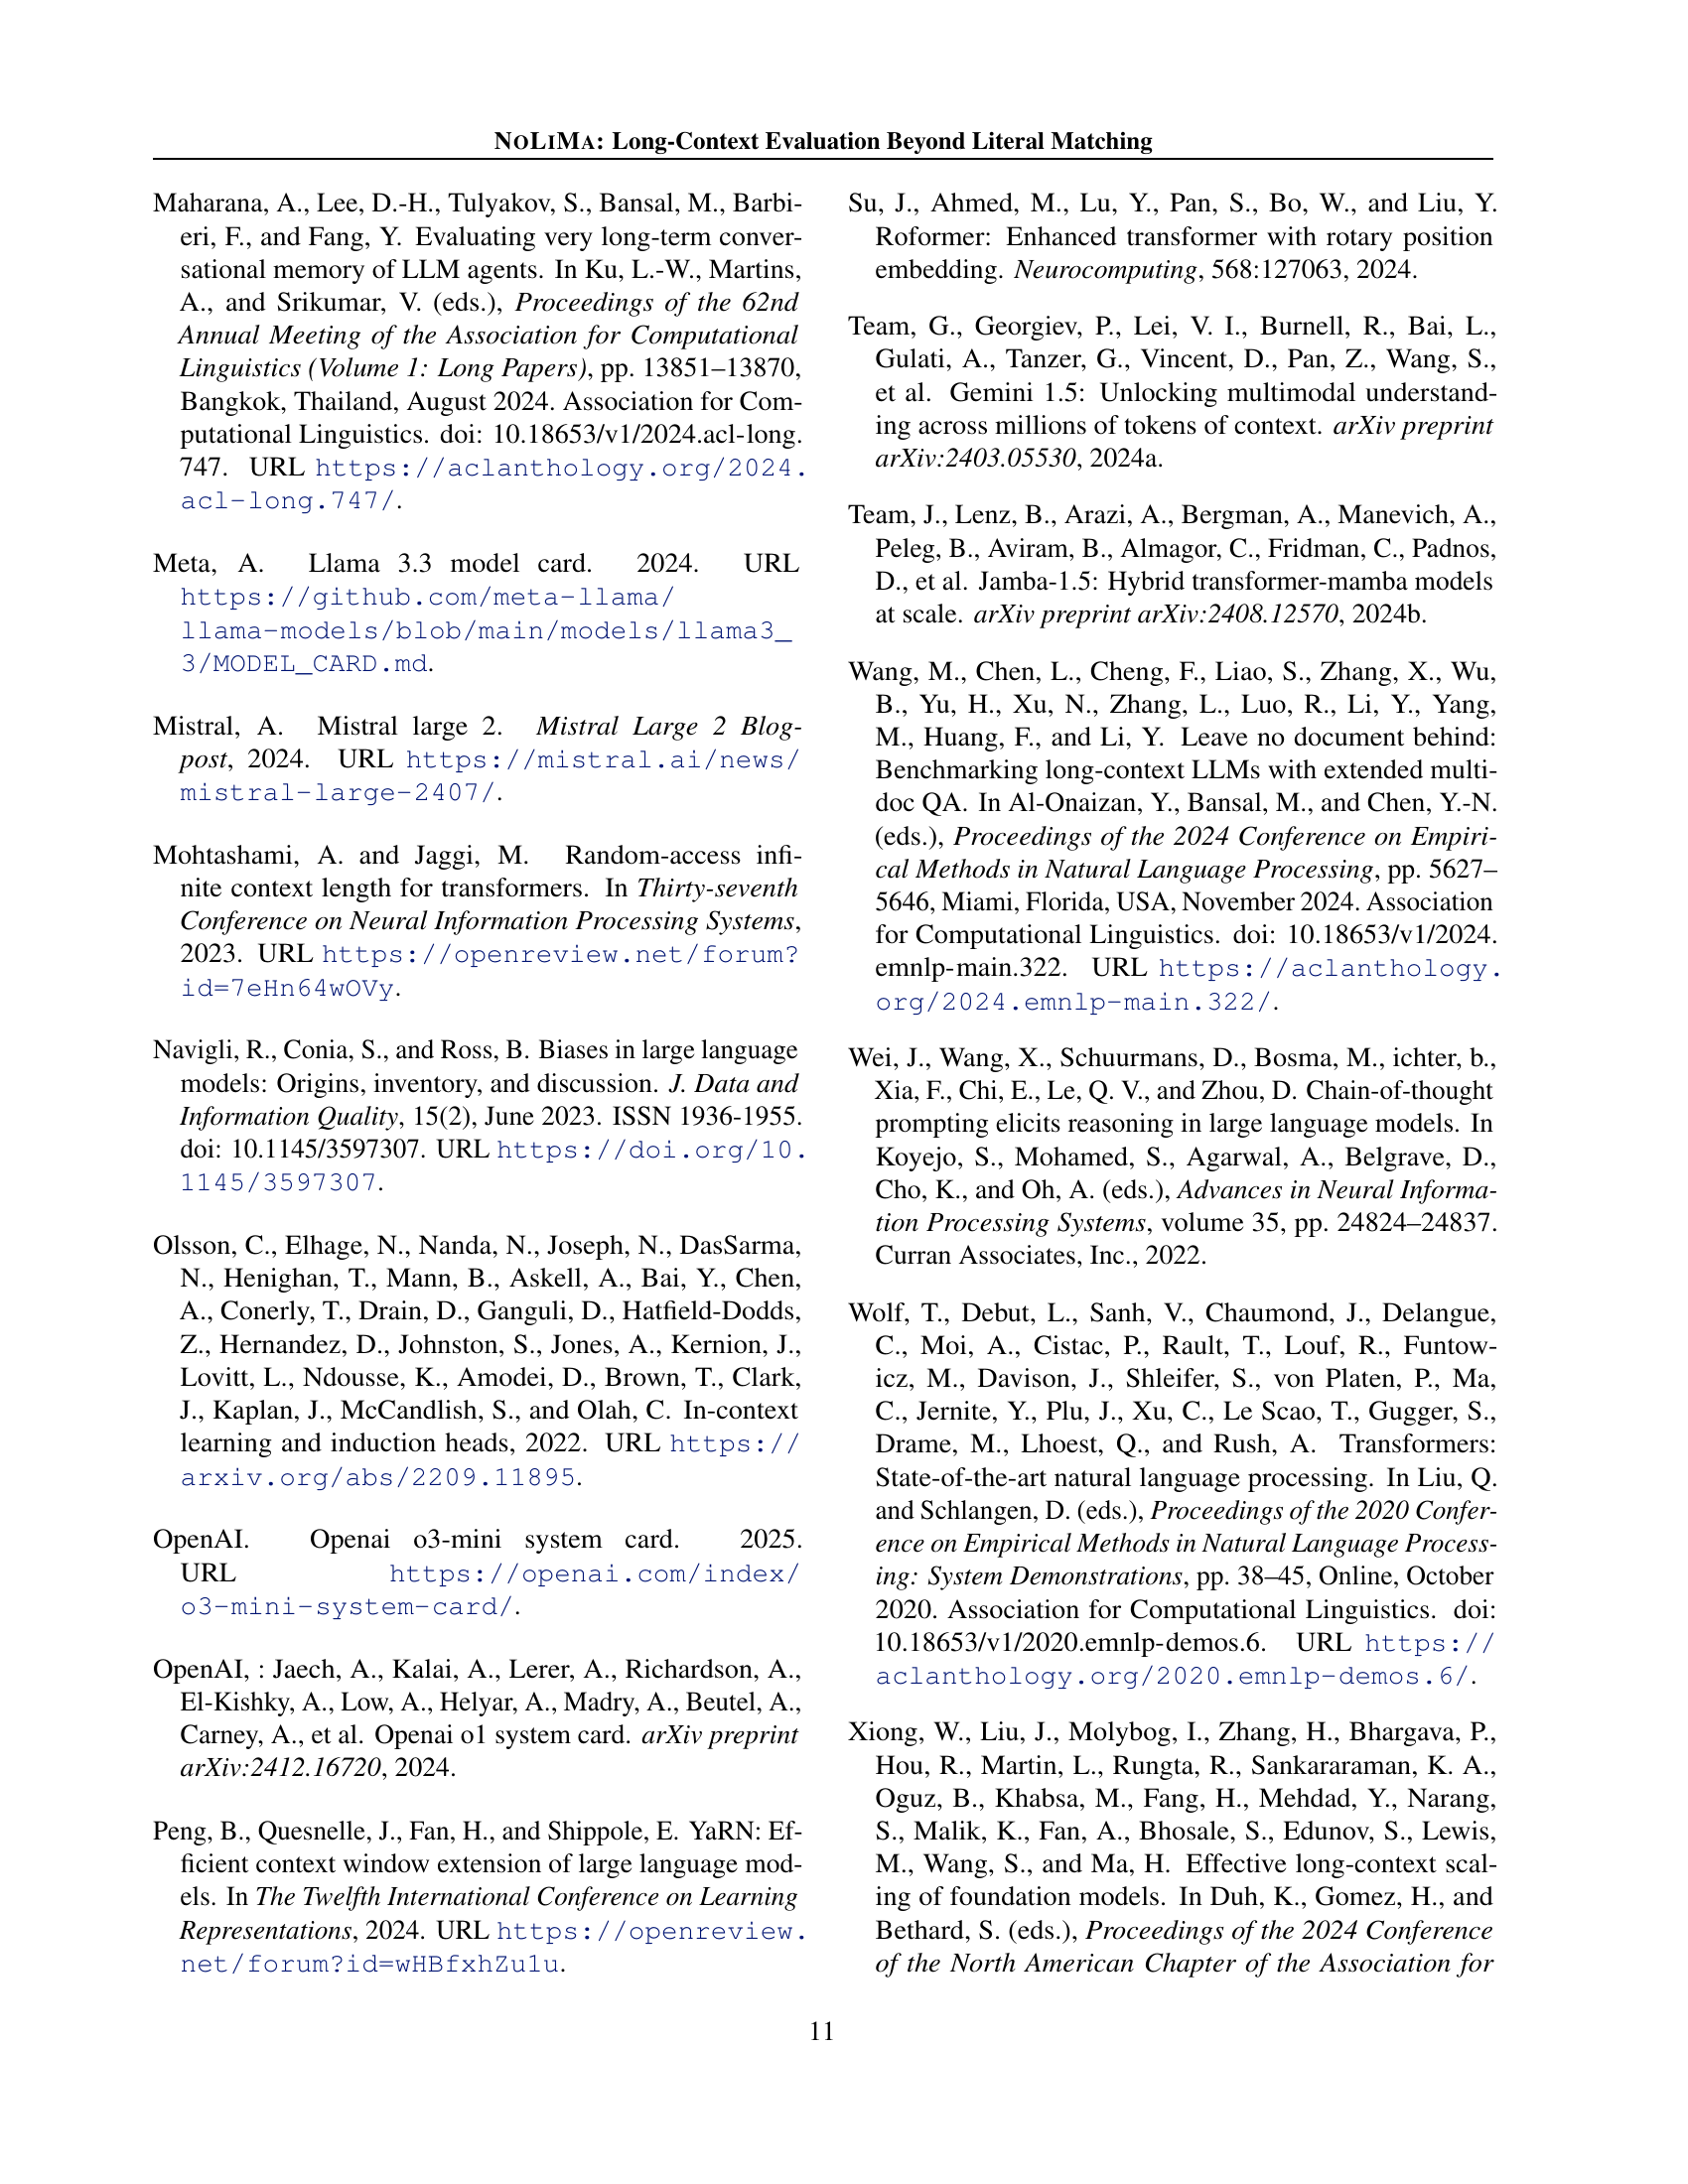 NOLIMA: Long-Context Evaluation Beyond Literal Matching
Maharana, A., Lee, D.-H., Tulyakov, S., Bansal, M., Barbi-
eri, F., and Fang, Y. Evaluating very long-term conver-
sational memory of LLM agents. In Ku, L.-W., Martins,
A., and Srikumar, V. (eds.), Proceedings of the 62nd
Annual Meeting of the Association for Computational
Linguistics (Volume 1: Long Papers), pp. 13851–13870,
Bangkok, Thailand, August 2024. Association for Com-
putational Linguistics. doi: 10.18653/v1/2024.acl-long.
747. URL https://aclanthology.org/2024.
acl-long.747/.
Meta, A. Llama 3.3 model card. 2024. URL
https://github.com/meta-llama/
llama-models/blob/main/models/llama3_
3/MODEL_CARD.md.
Mistral, A. Mistral large 2. Mistral Large 2 Blog-
post, 2024. URL https://mistral.ai/news/
mistral-large-2407/.
Mohtashami, A. and Jaggi, M. Random-access infi-
nite context length for transformers. In Thirty-seventh
Conference on Neural Information Processing Systems,
2023. URL https://openreview.net/forum?
id=7eHn64wOVy.
Navigli, R., Conia, S., and Ross, B. Biases in large language
models: Origins, inventory, and discussion. J. Data and
Information Quality, 15(2), June 2023. ISSN 1936-1955.
doi: 10.1145/3597307. URL https://doi.org/10.
1145/3597307.
Olsson, C., Elhage, N., Nanda, N., Joseph, N., DasSarma,
N., Henighan, T., Mann, B., Askell, A., Bai, Y., Chen,
A., Conerly, T., Drain, D., Ganguli, D., Hatfield-Dodds,
Z., Hernandez, D., Johnston, S., Jones, A., Kernion, J.,
Lovitt, L., Ndousse, K., Amodei, D., Brown, T., Clark,
J., Kaplan, J., McCandlish, S., and Olah, C. In-context
learning and induction heads, 2022. URL https://
arxiv.org/abs/2209.11895.
OpenAI. Openai o3-mini system card. 2025.
URL https://openai.com/index/
o3-mini-system-card/.
OpenAI, : Jaech, A., Kalai, A., Lerer, A., Richardson, A.,
El-Kishky, A., Low, A., Helyar, A., Madry, A., Beutel, A.,
Carney, A., et al. Openai o1 system card. arXiv preprint
arXiv:2412.16720, 2024.
Peng, B., Quesnelle, J., Fan, H., and Shippole, E. YaRN: Ef-
ficient context window extension of large language mod-
els. In The Twelfth International Conference on Learning
Representations, 2024. URL https://openreview.
net/forum?id=wHBfxhZu1u.
Su, J., Ahmed, M., Lu, Y., Pan, S., Bo, W., and Liu, Y.
Roformer: Enhanced transformer with rotary position
embedding. Neurocomputing, 568:127063, 2024.
Team, G., Georgiev, P., Lei, V. I., Burnell, R., Bai, L.,
Gulati, A., Tanzer, G., Vincent, D., Pan, Z., Wang, S.,
et al. Gemini 1.5: Unlocking multimodal understand-
ing across millions of tokens of context. arXiv preprint
arXiv:2403.05530, 2024a.
Team, J., Lenz, B., Arazi, A., Bergman, A., Manevich, A.,
Peleg, B., Aviram, B., Almagor, C., Fridman, C., Padnos,
D., et al. Jamba-1.5: Hybrid transformer-mamba models
at scale. arXiv preprint arXiv:2408.12570, 2024b.
Wang, M., Chen, L., Cheng, F., Liao, S., Zhang, X., Wu,
B., Yu, H., Xu, N., Zhang, L., Luo, R., Li, Y., Yang,
M., Huang, F., and Li, Y. Leave no document behind:
Benchmarking long-context LLMs with extended multi-
doc QA. In Al-Onaizan, Y., Bansal, M., and Chen, Y.-N.
(eds.), Proceedings of the 2024 Conference on Empiri-
cal Methods in Natural Language Processing, pp. 5627–
5646, Miami, Florida, USA, November 2024. Association
for Computational Linguistics. doi: 10.18653/v1/2024.
emnlp-main.322. URL https://aclanthology.
org/2024.emnlp-main.322/.
Wei, J., Wang, X., Schuurmans, D., Bosma, M., ichter, b.,
Xia, F., Chi, E., Le, Q. V., and Zhou, D. Chain-of-thought
prompting elicits reasoning in large language models. In
Koyejo, S., Mohamed, S., Agarwal, A., Belgrave, D.,
Cho, K., and Oh, A. (eds.), Advances in Neural Informa-
tion Processing Systems, volume 35, pp. 24824–24837.
Curran Associates, Inc., 2022.
Wolf, T., Debut, L., Sanh, V., Chaumond, J., Delangue,
C., Moi, A., Cistac, P., Rault, T., Louf, R., Funtow-
icz, M., Davison, J., Shleifer, S., von Platen, P., Ma,
C., Jernite, Y., Plu, J., Xu, C., Le Scao, T., Gugger, S.,
Drame, M., Lhoest, Q., and Rush, A. Transformers:
State-of-the-art natural language processing. In Liu, Q.
and Schlangen, D. (eds.), Proceedings of the 2020 Confer-
ence on Empirical Methods in Natural Language Process-
ing: System Demonstrations, pp. 38–45, Online, October
2020. Association for Computational Linguistics. doi:
10.18653/v1/2020.emnlp-demos.6. URL https://
aclanthology.org/2020.emnlp-demos.6/.
Xiong, W., Liu, J., Molybog, I., Zhang, H., Bhargava, P.,
Hou, R., Martin, L., Rungta, R., Sankararaman, K. A.,
Oguz, B., Khabsa, M., Fang, H., Mehdad, Y., Narang,
S., Malik, K., Fan, A., Bhosale, S., Edunov, S., Lewis,
M., Wang, S., and Ma, H. Effective long-context scal-
ing of foundation models. In Duh, K., Gomez, H., and
Bethard, S. (eds.), Proceedings of the 2024 Conference
of the North American Chapter of the Association for
11